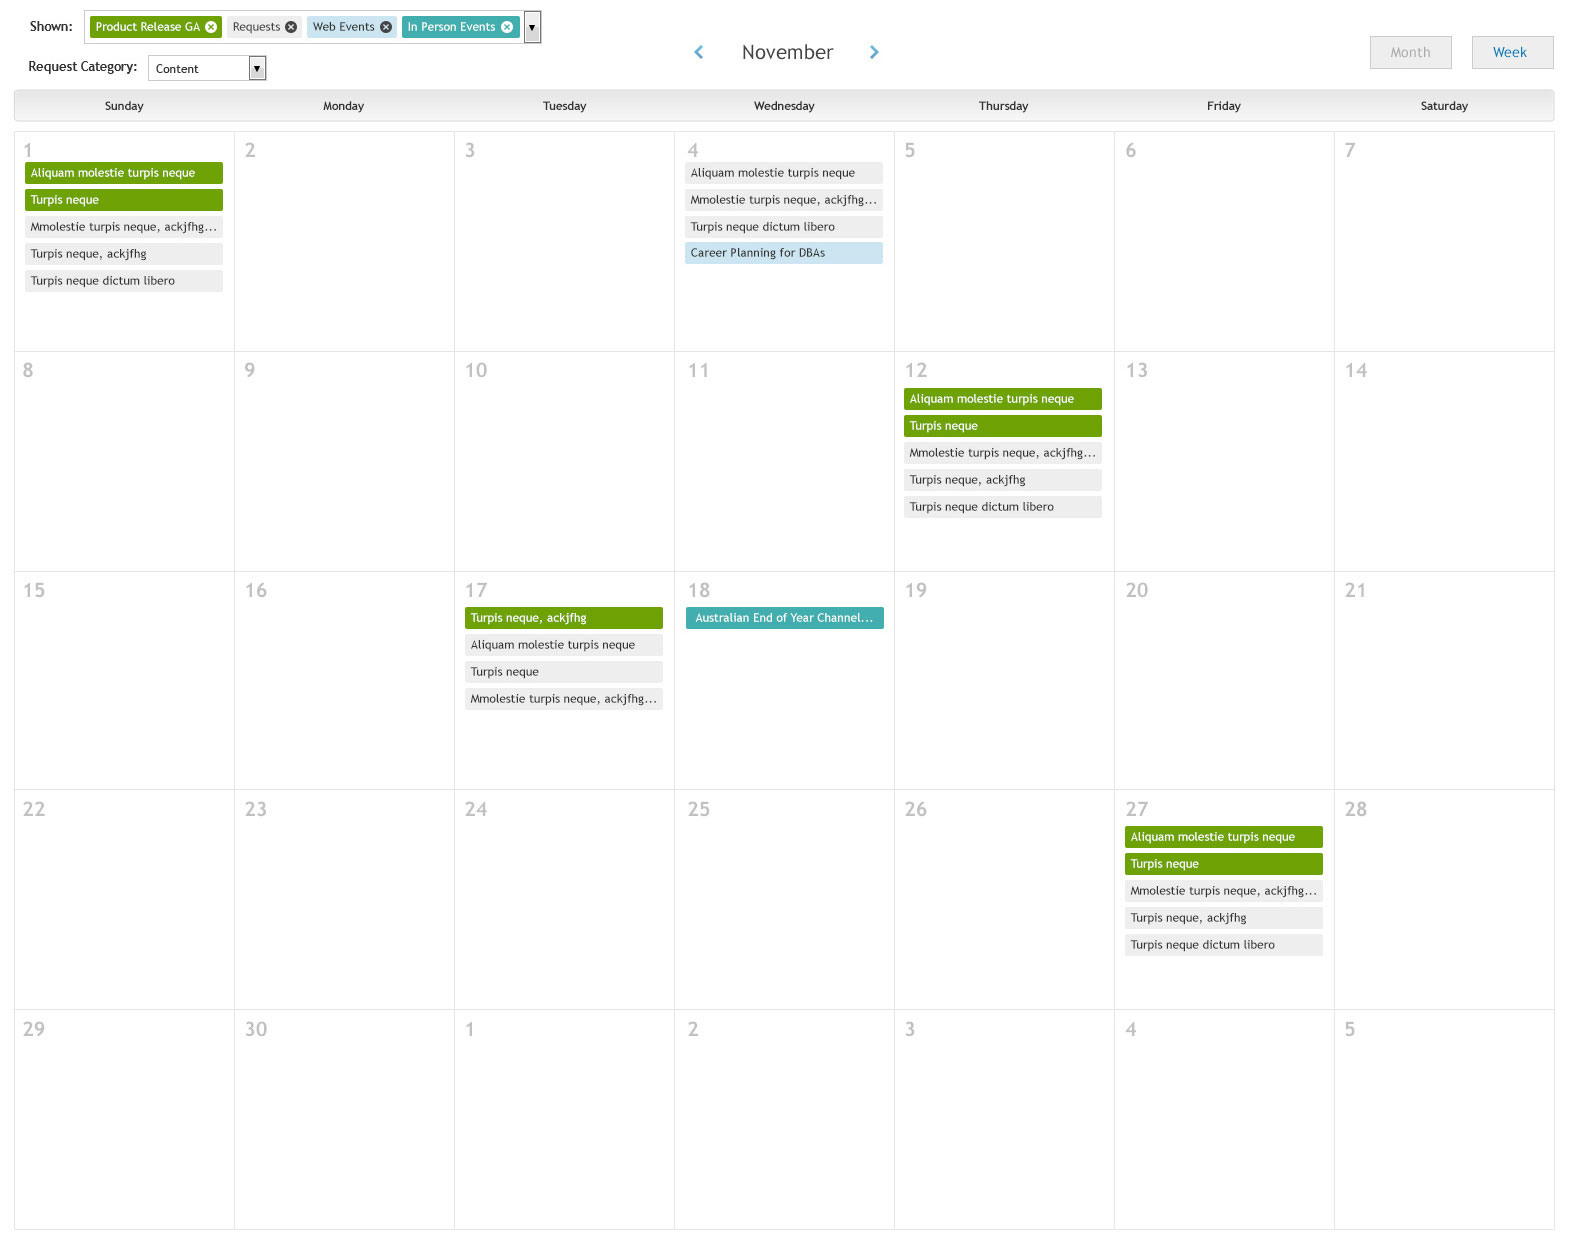 Shown: Product Release GA Requests Web Events In Person Events
November
Month Week
Request Category: Content
Sunday Monday Tuesday Wednesday Thursday Friday Saturday
1 2 3 4 5 6 7
Aliquam molestie turpis neque
Turpis neque
Mmolestie turpis neque, ackjfhg...
Turpis neque, ackjfhg
Turpis neque dictum libero
Aliquam molestie turpis neque
Mmolestie turpis neque, ackjfhg...
Turpis neque dictum libero
Career Planning for DBAs
8 9 10 11 12 13 14
Aliquam molestie turpis neque
Turpis neque
Mmolestie turpis neque, ackjfhg...
Turpis neque, ackjfhg
Turpis neque dictum libero
15 16 17 18 19 20 21
Turpis neque, ackjfhg
Aliquam molestie turpis neque
Turpis neque
Mmolestie turpis neque, ackjfhg...
Australian End of Year Channel...
22 23 24 25 26 27 28
Aliquam molestie turpis neque
Turpis neque
Mmolestie turpis neque, ackjfhg...
Turpis neque, ackjfhg
Turpis neque dictum libero
29 30 1 2 3 4 5